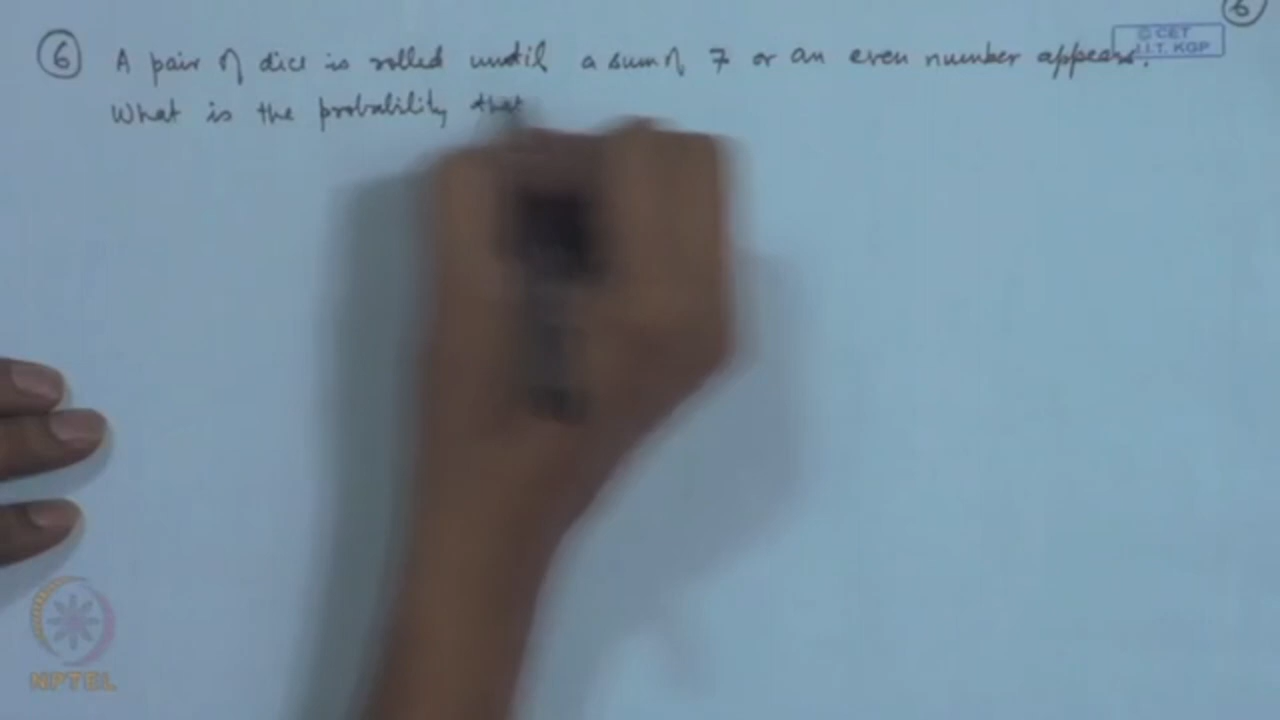 6
⑥ A pair of dice is rolled until a sum of 7 or an even number appears.
What is the probability that
© CET
I.I.T. KGP
NPTEL